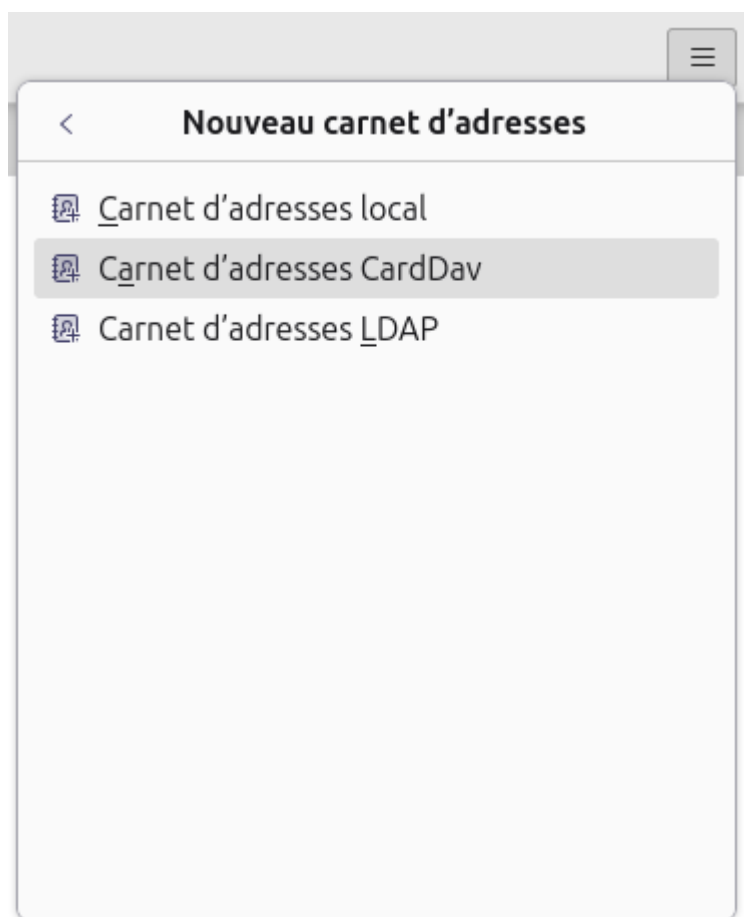 Nouveau carnet d’adresses
Carnet d’adresses local
Carnet d’adresses CardDav
Carnet d’adresses LDAP